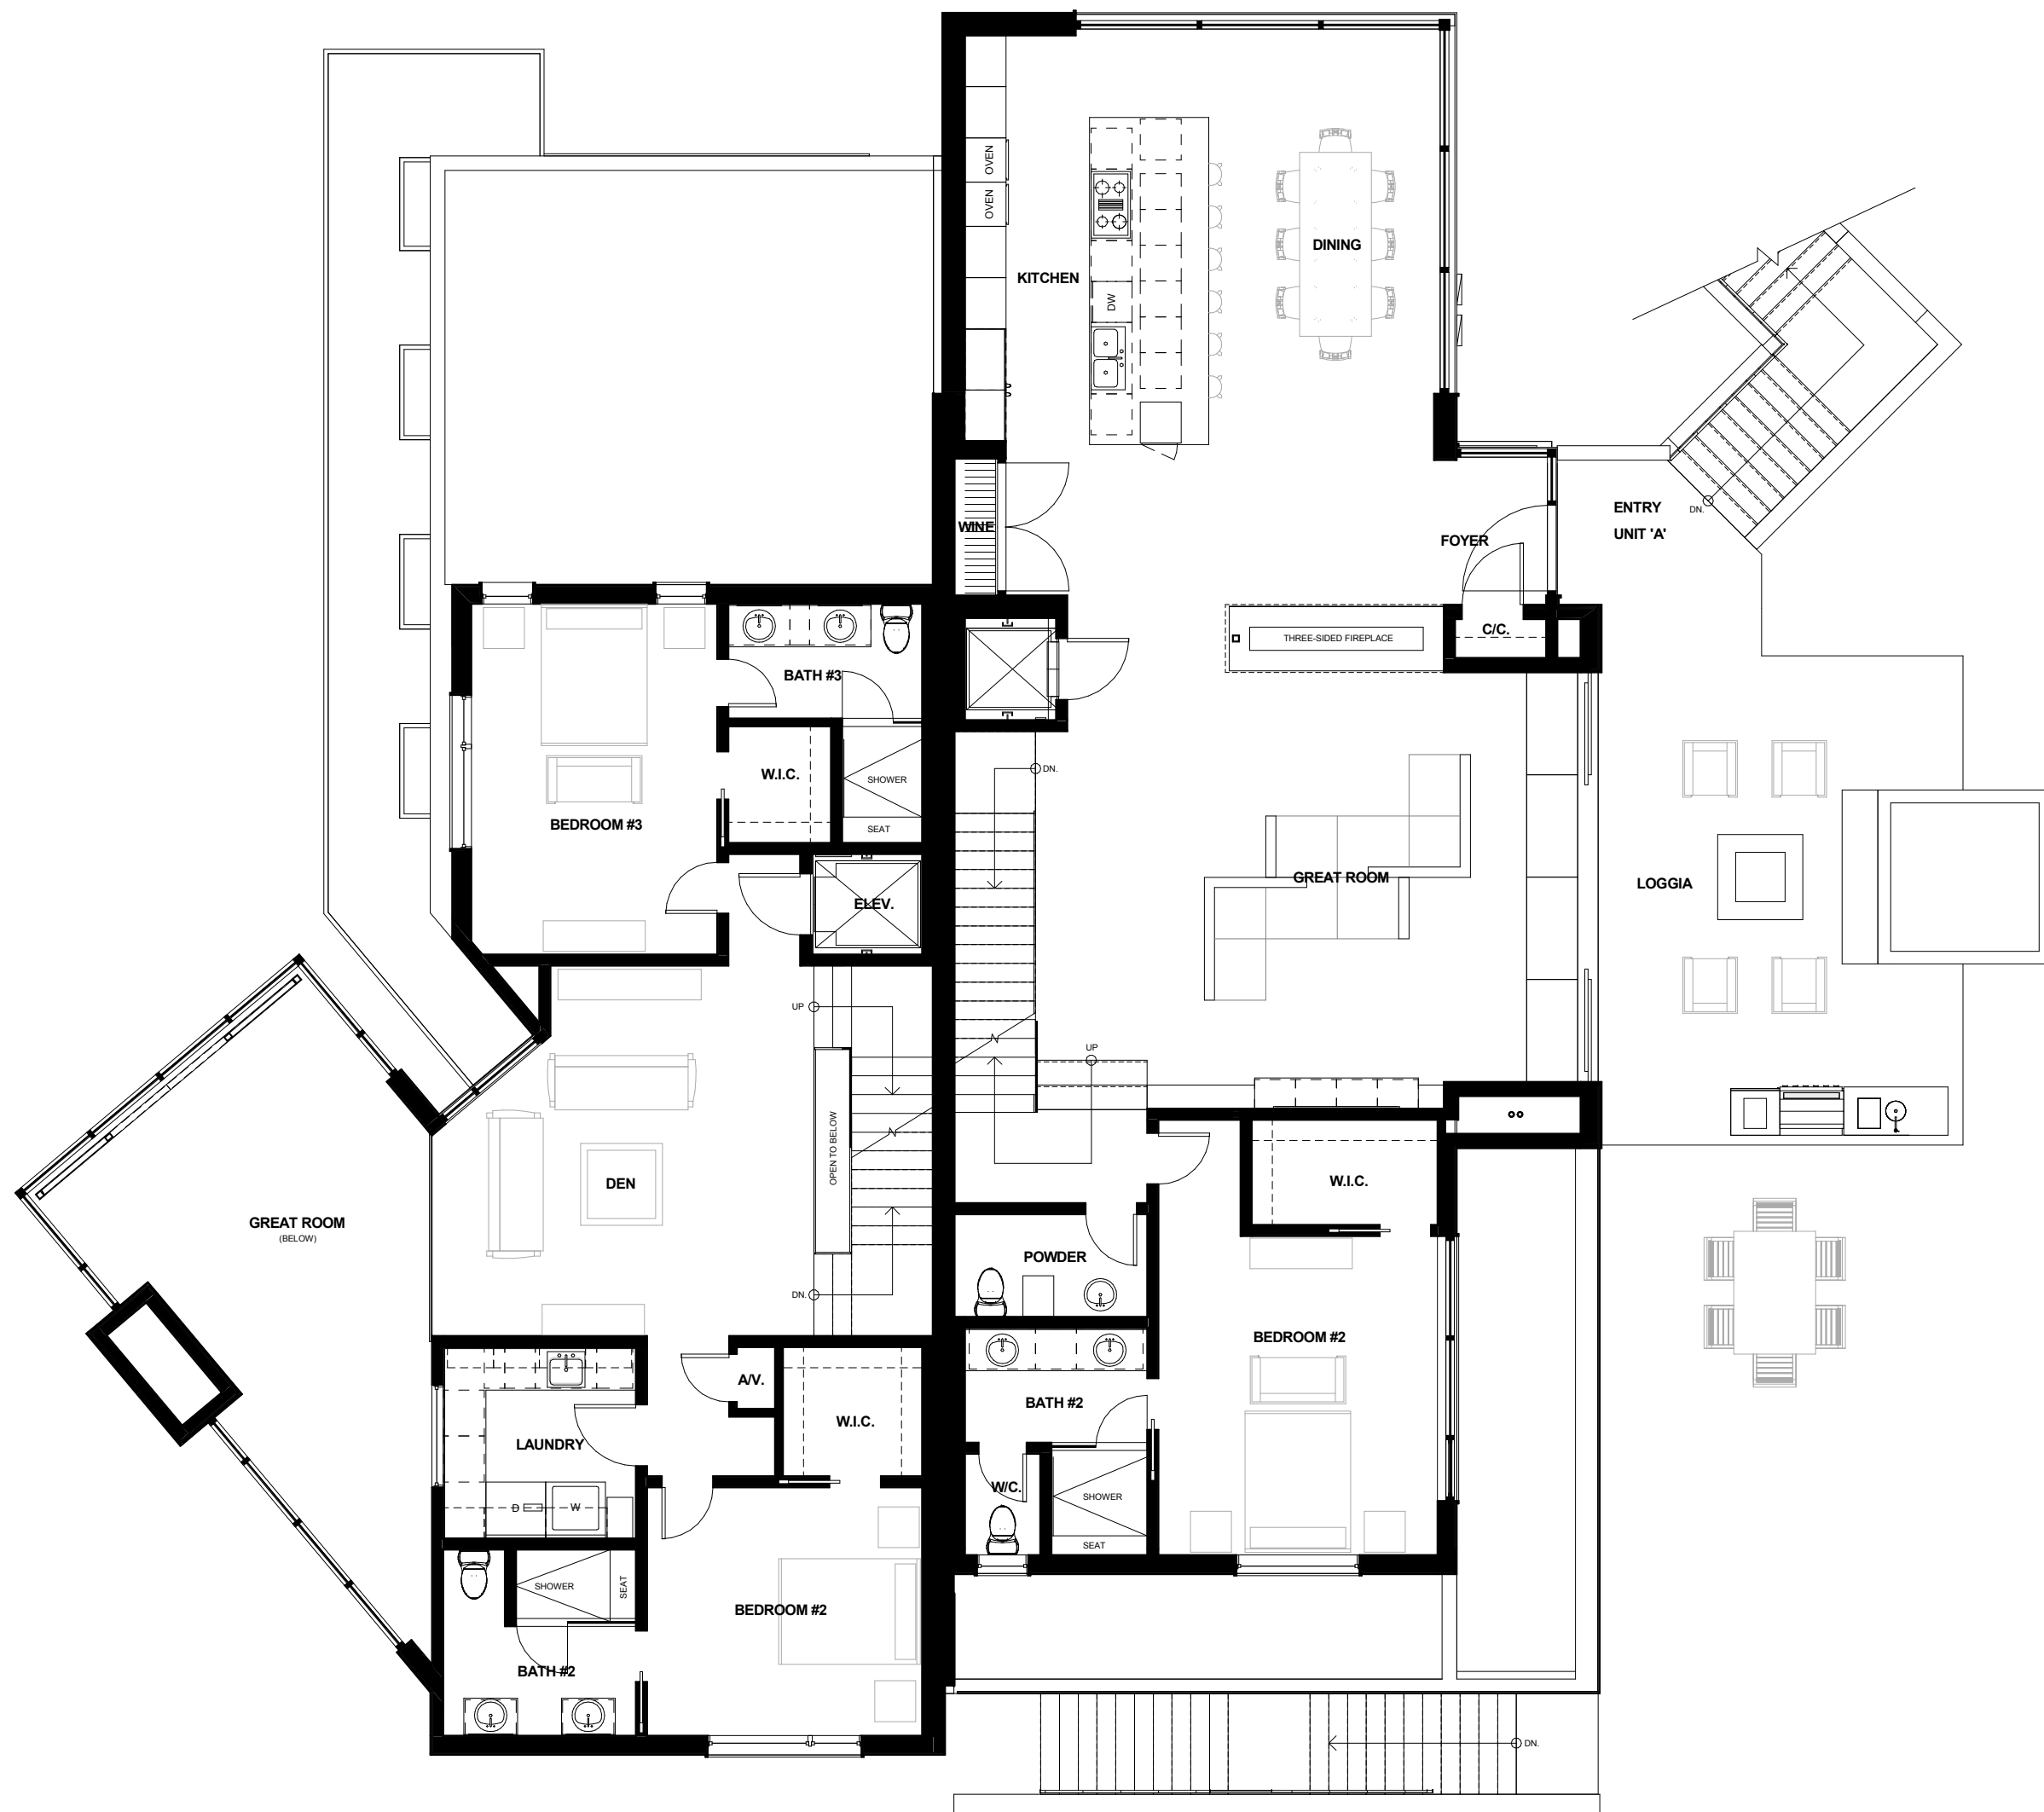 OVEN
OVEN
DINING
KITCHEN
DW
WINE
FOYER
ENTRY
UNIT 'A'
DN.
C/C.
THREE-SIDED FIREPLACE
BATH #3
W.I.C.
SHOWER
SEAT
BEDROOM #3
DN.
ELEV.
GREAT ROOM
LOGGIA
UP
UP
OPEN TO BELOW
DEN
W.I.C.
GREAT ROOM
(BELOW)
POWDER
DN.
BEDROOM #2
A/V.
W.I.C.
BATH #2
LAUNDRY
W/C.
SHOWER
D
W
SEAT
SHOWER
SEAT
BEDROOM #2
BATH #2
DN.